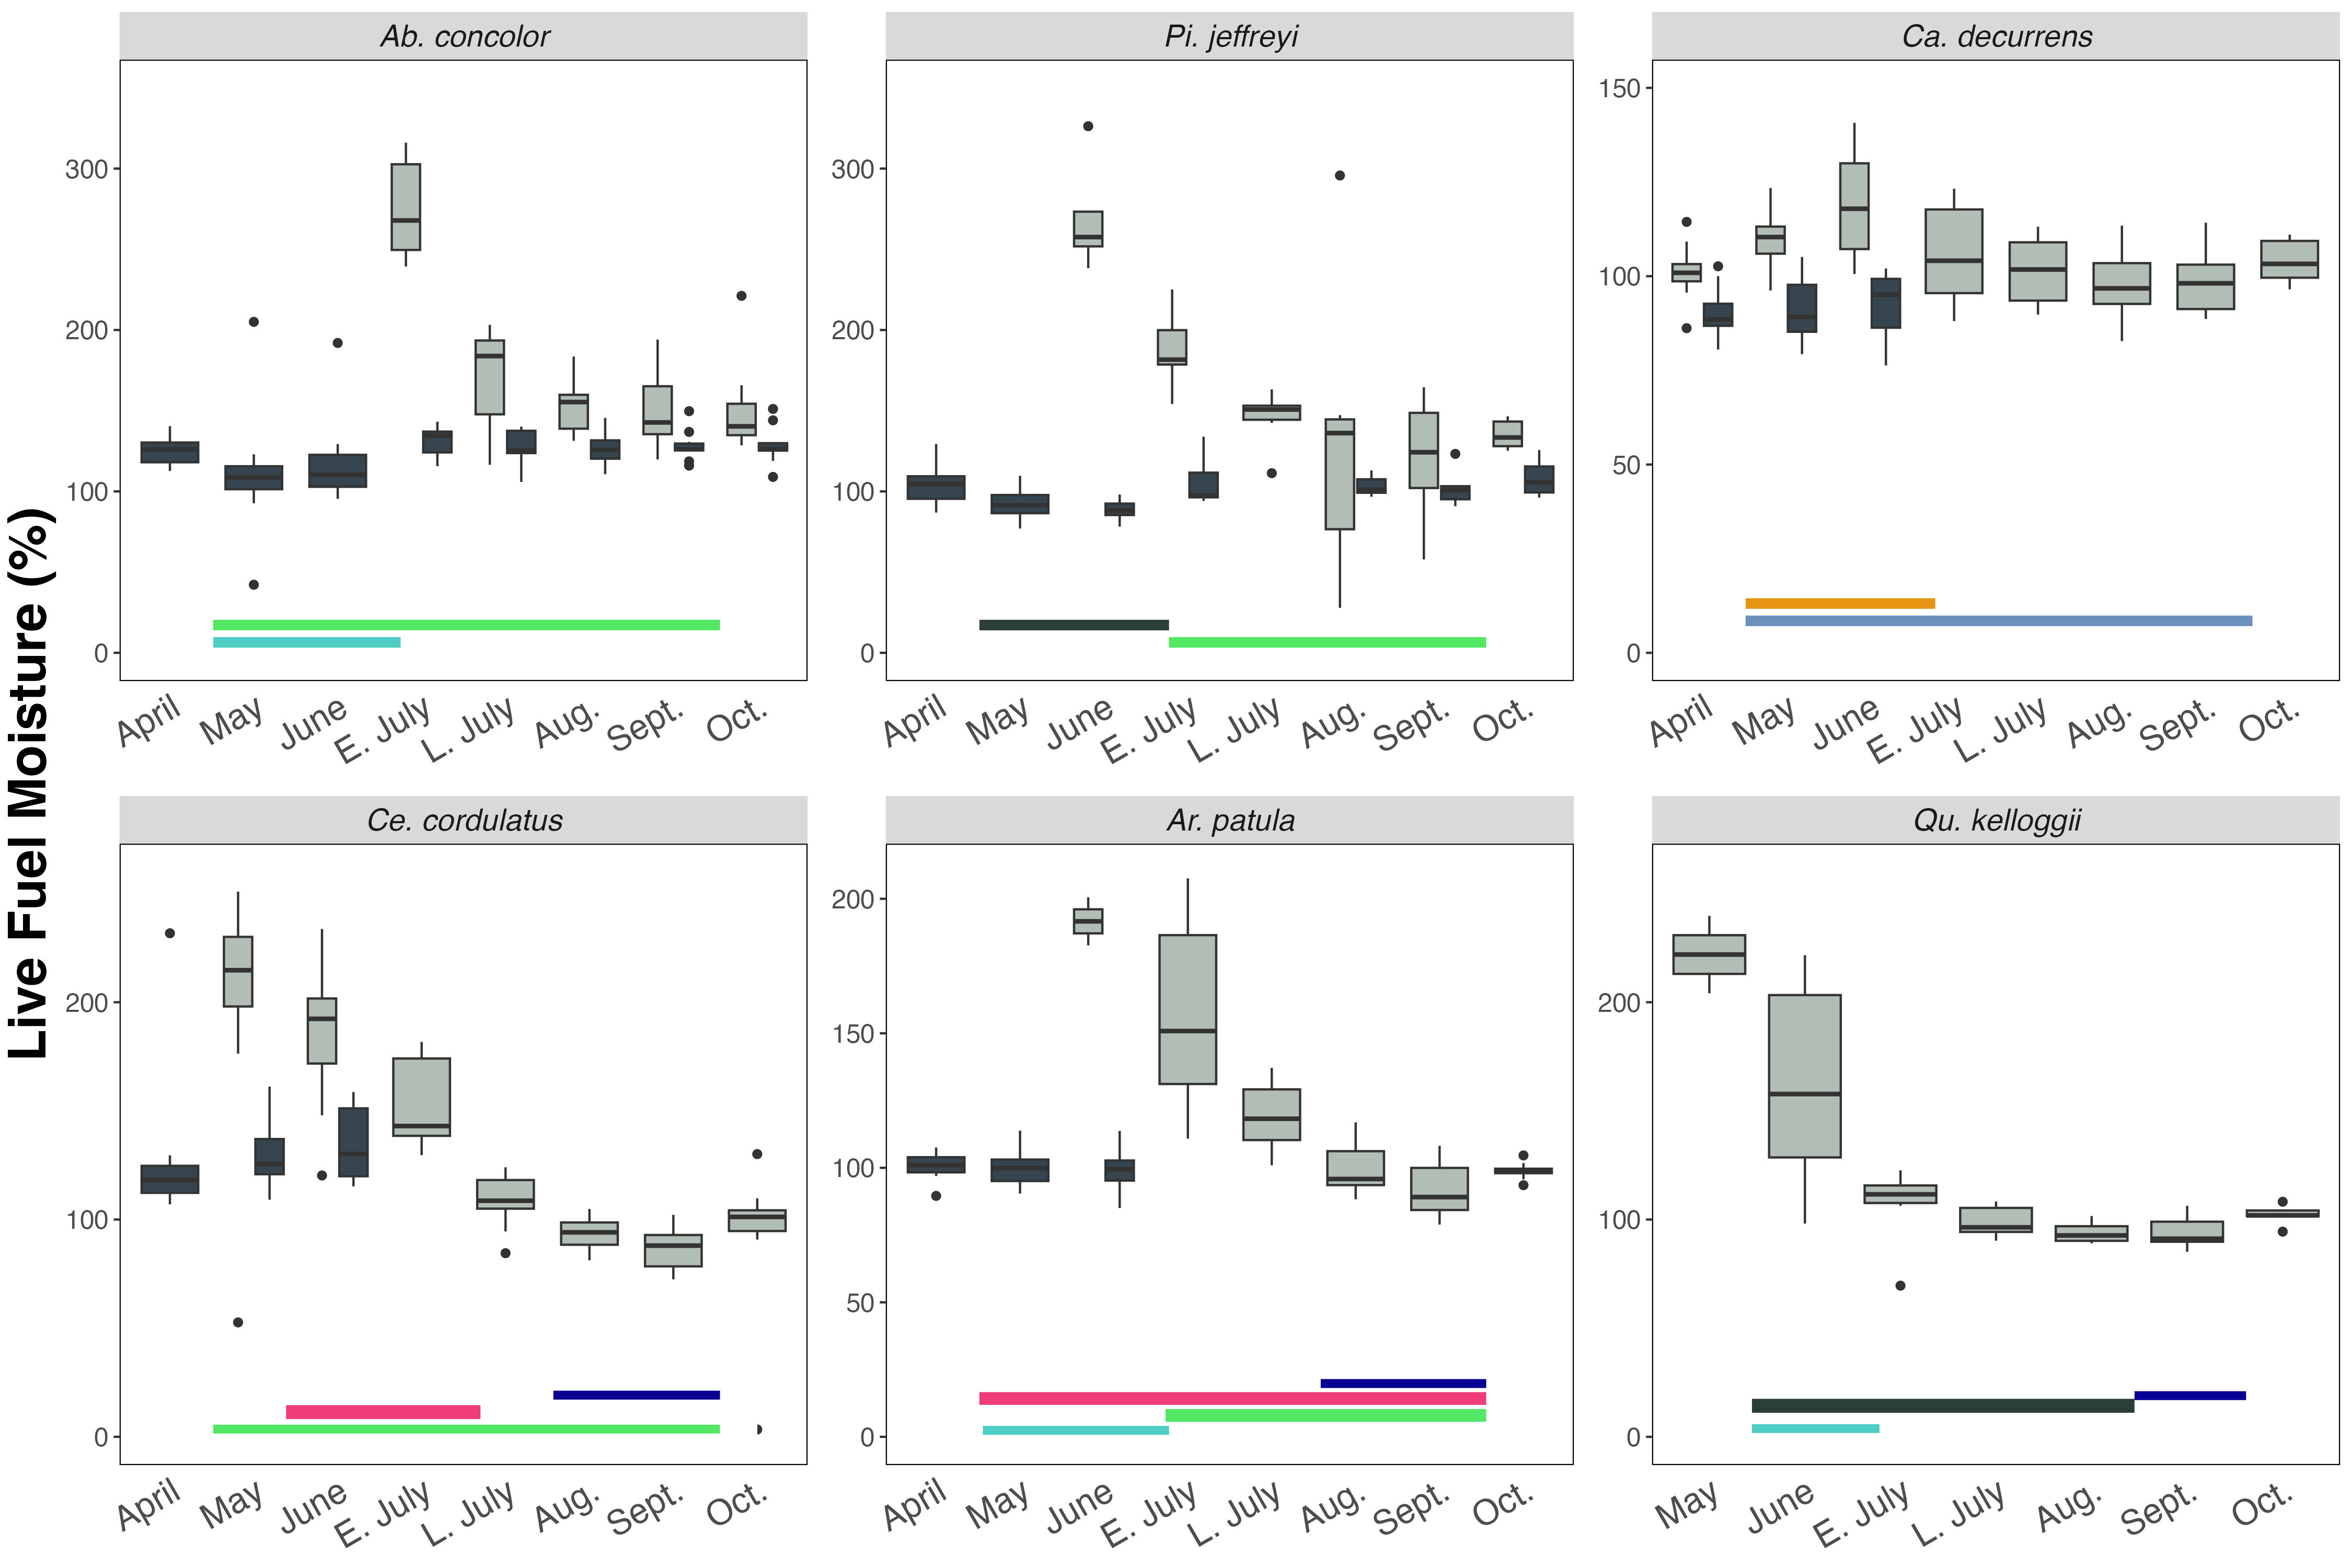 Live Fuel Moisture (%)
Ab. concolor
300
200
100
0
April May June E. July L. July Aug. Sept. Oct.
Pi. jeffreyi
300
200
100
0
April May June E. July L. July Aug. Sept. Oct.
Ca. decurrens
150
100
50
0
April May June E. July L. July Aug. Sept. Oct.
Ce. cordulatus
200
100
0
April May June E. July L. July Aug. Sept. Oct.
Ar. patula
200
150
100
50
0
April May June E. July L. July Aug. Sept. Oct.
Qu. kelloggii
200
100
0
May June E. July L. July Aug. Sept. Oct.